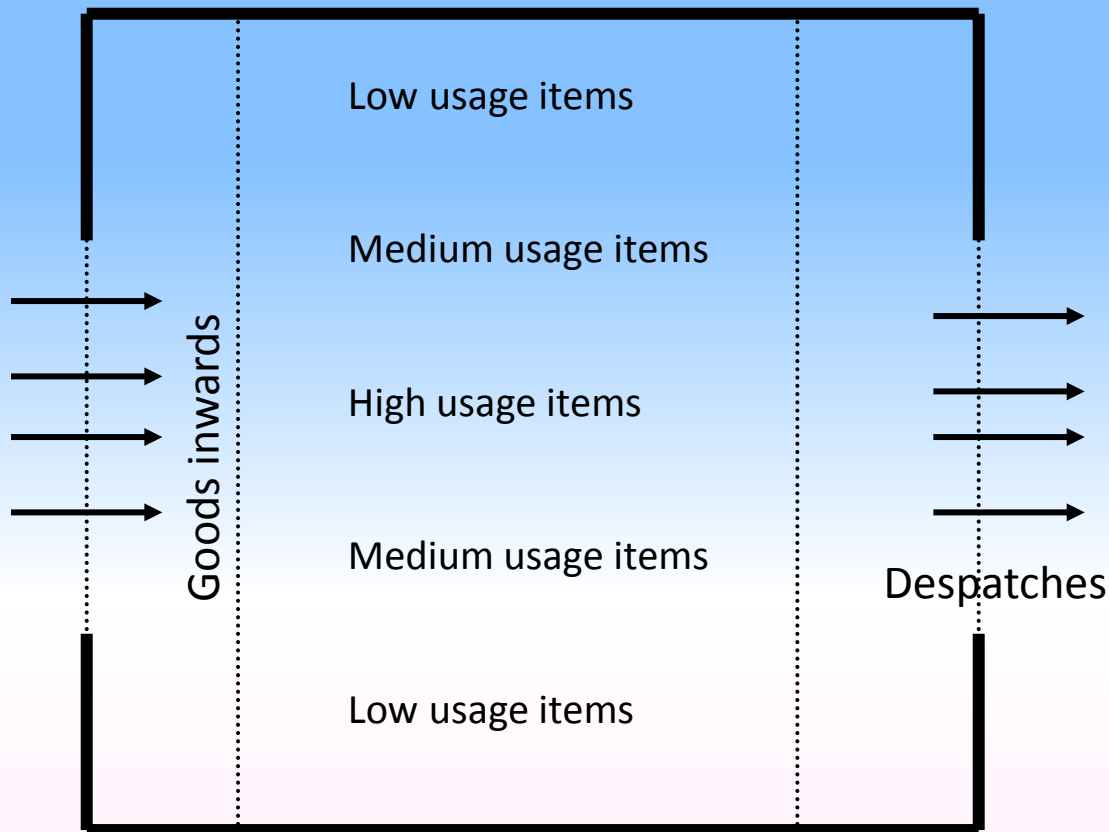 Low usage items
Medium usage items
High usage items
Goods inwards
Medium usage items
Despatches
Low usage items